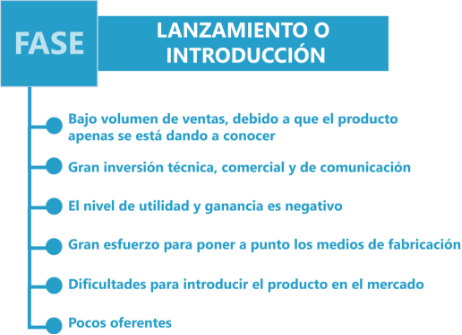 FASE
LANZAMIENTO O
INTRODUCCIÓN
Bajo volumen de ventas, debido a que el producto
apenas se está dando a conocer
Gran inversión técnica, comercial y de comunicación
El nivel de utilidad y ganancia es negativo
Gran esfuerzo para poner a punto los medios de fabricación
Dificultades para introducir el producto en el mercado
Pocos oferentes